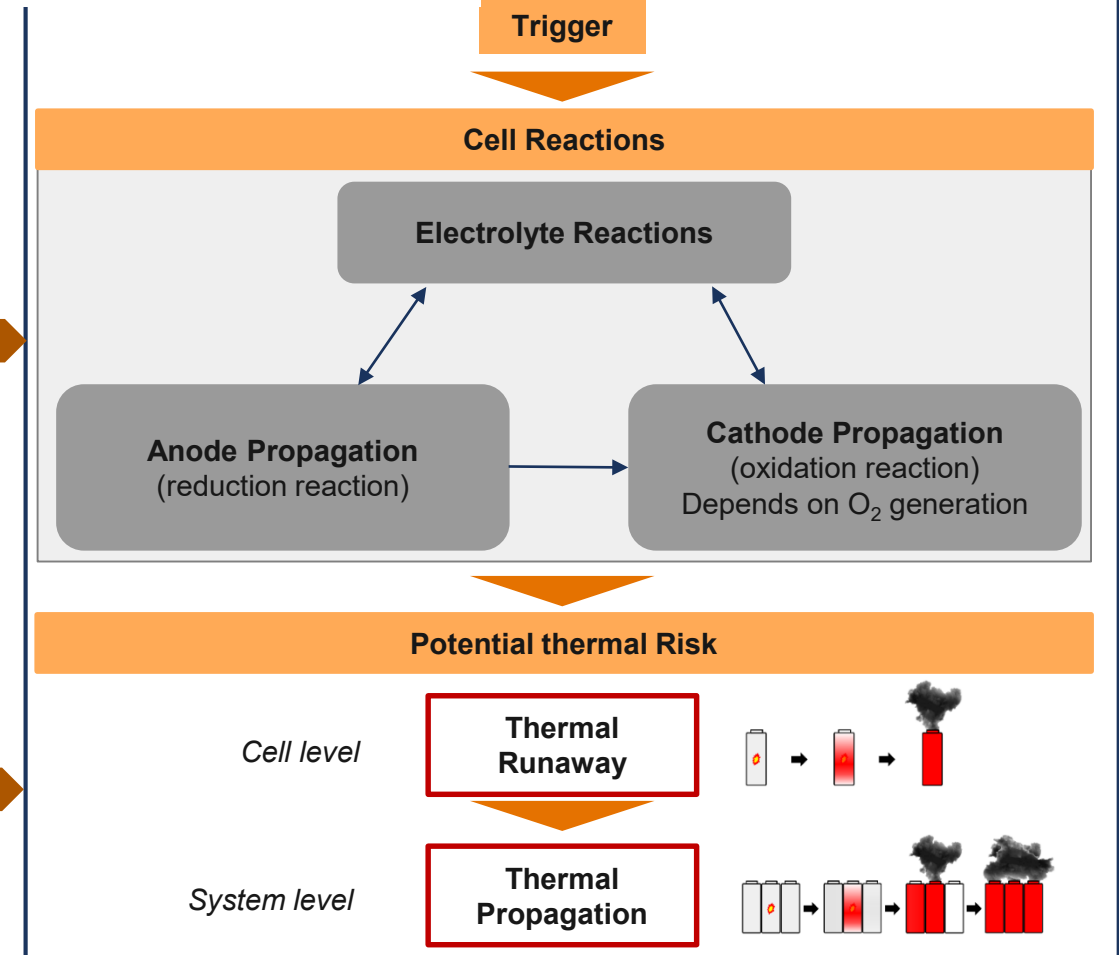 Trigger
Cell Reactions
Electrolyte Reactions
Anode Propagation
(reduction reaction)
Cathode Propagation
(oxidation reaction)
Depends on O₂ generation
Potential thermal Risk
Cell level
Thermal
Runaway
System level
Thermal
Propagation